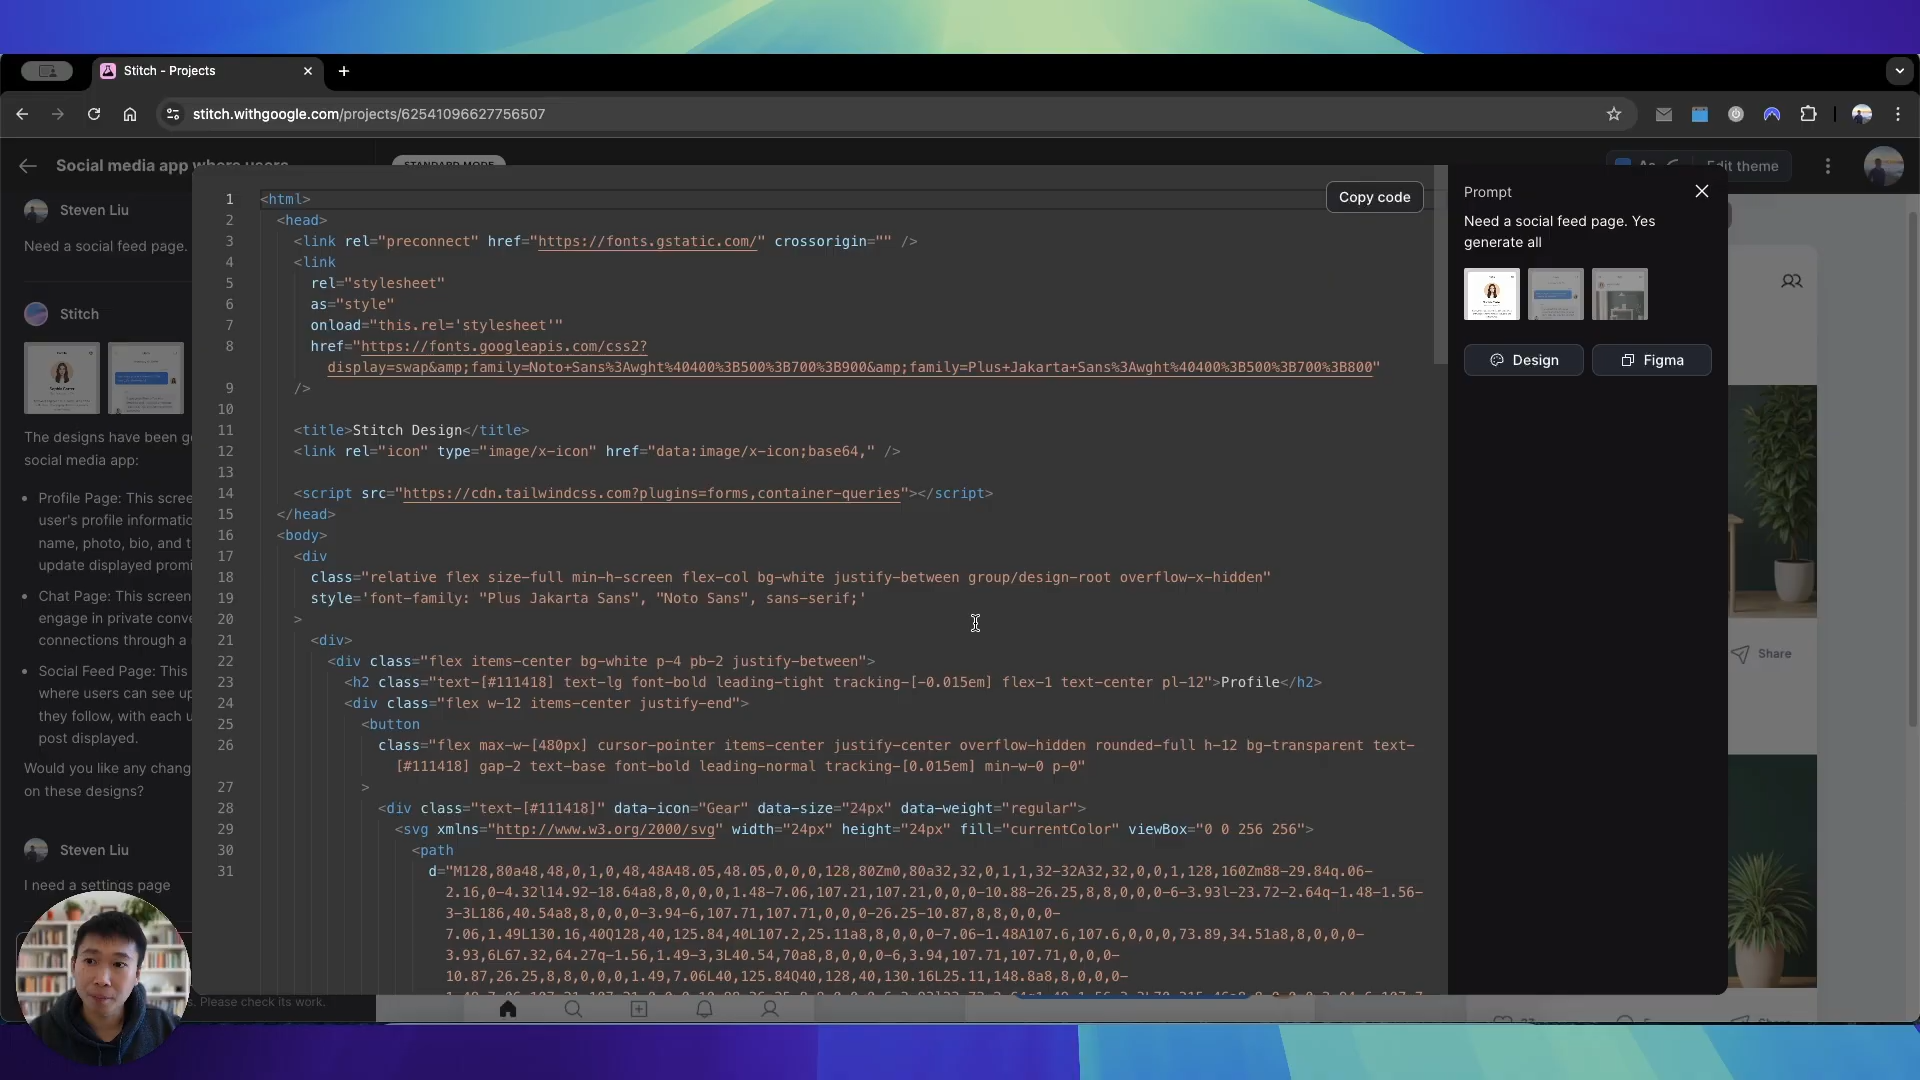 Stitch - Projects
stitch.withgoogle.com/projects/62541096627756507
Social media app where users
STANDARD MODE
Edit theme
Steven Liu
Need a social feed page.
Stitch
The designs have been
social media app:
Profile Page: This
user's profile informatio
name, photo, bio, and
update displayed
Chat Page: This screen
engage in private
connections through a
Social Feed Page: This
where users can see
they follow, with each
post displayed.
Would you like any
on these designs?
Steven Liu
I need a settings page
Please check its work.
1 <html>
2 <head>
3 <link rel="preconnect" href="https://fonts.gstatic.com/" crossorigin="" />
4 <link
5 rel="stylesheet"
6 as="style"
7 onload="this.rel='stylesheet'"
8 href="https://fonts.googleapis.com/css2?
display=swap&amp;family=Noto+Sans%3Awght%40400%3B500%3B700%3B900&amp;family=Plus+Jakarta+Sans%3Awght%40400%3B500%3B700%3B800"
9 />
10
11 <title>Stitch Design</title>
12 <link rel="icon" type="image/x-icon" href="data:image/x-icon;base64," />
13
14 <script src="https://cdn.tailwindcss.com?plugins=forms,container-queries"></script>
15 </head>
16 <body>
17 <div
18 class="relative flex size-full min-h-screen flex-col bg-white justify-between group/design-root overflow-x-hidden"
19 style='font-family: "Plus Jakarta Sans", "Noto Sans", sans-serif;'
20 >
21 <div>
22 <div class="flex items-center bg-white p-4 pb-2 justify-between">
23 <h2 class="text-[#111418] text-lg font-bold leading-tight tracking-[-0.015em] flex-1 text-center pl-12">Profile</h2>
24 <div class="flex w-12 items-center justify-end">
25 <button
26 class="flex max-w-[480px] cursor-pointer items-center justify-center overflow-hidden rounded-full h-12 bg-transparent text-
[#111418] gap-2 text-base font-bold leading-normal tracking-[0.015em] min-w-0 p-0"
27 >
28 <div class="text-[#111418]" data-icon="Gear" data-size="24px" data-weight="regular">
29 <svg xmlns="http://www.w3.org/2000/svg" width="24px" height="24px" fill="currentColor" viewBox="0 0 256 256">
30 <path
31 d="M128,80a48,48,0,1,0,48,48A48.05,48.05,0,0,0,128,80Zm0,80a32,32,0,1,1,32-32A32,32,0,0,1,128,160Zm88-29.84q.06-
2.16,0-4.32l14.92-18.64a8,8,0,0,0,1.48-7.06,107.21,107.21,0,0,0-10.88-26.25,8,8,0,0,0-6-3.93l-23.72-2.64q-1.48-1.56-
3-3L186,40.54a8,8,0,0,0-3.94-6,107.71,107.71,0,0,0-26.25-10.87,8,8,0,0,0-
7.06,1.49L130.16,40Q128,40,125.84,40L107.2,25.11a8,8,0,0,0-7.06-1.48A107.6,107.6,0,0,0,73.89,34.51a8,8,0,0,0-
3.93,6L67.32,64.27q-1.56,1.49-3,3L40.54,70a8,8,0,0,0-6,3.94,107.71,107.71,0,0,0-
10.87,26.25,8,8,0,0,0,1.49,7.06L40,125.84Q40,128,40,130.16L25.11,148.8a8,8,0,0,0-
Copy code
Prompt
Need a social feed page. Yes
generate all
Design
Figma
Share